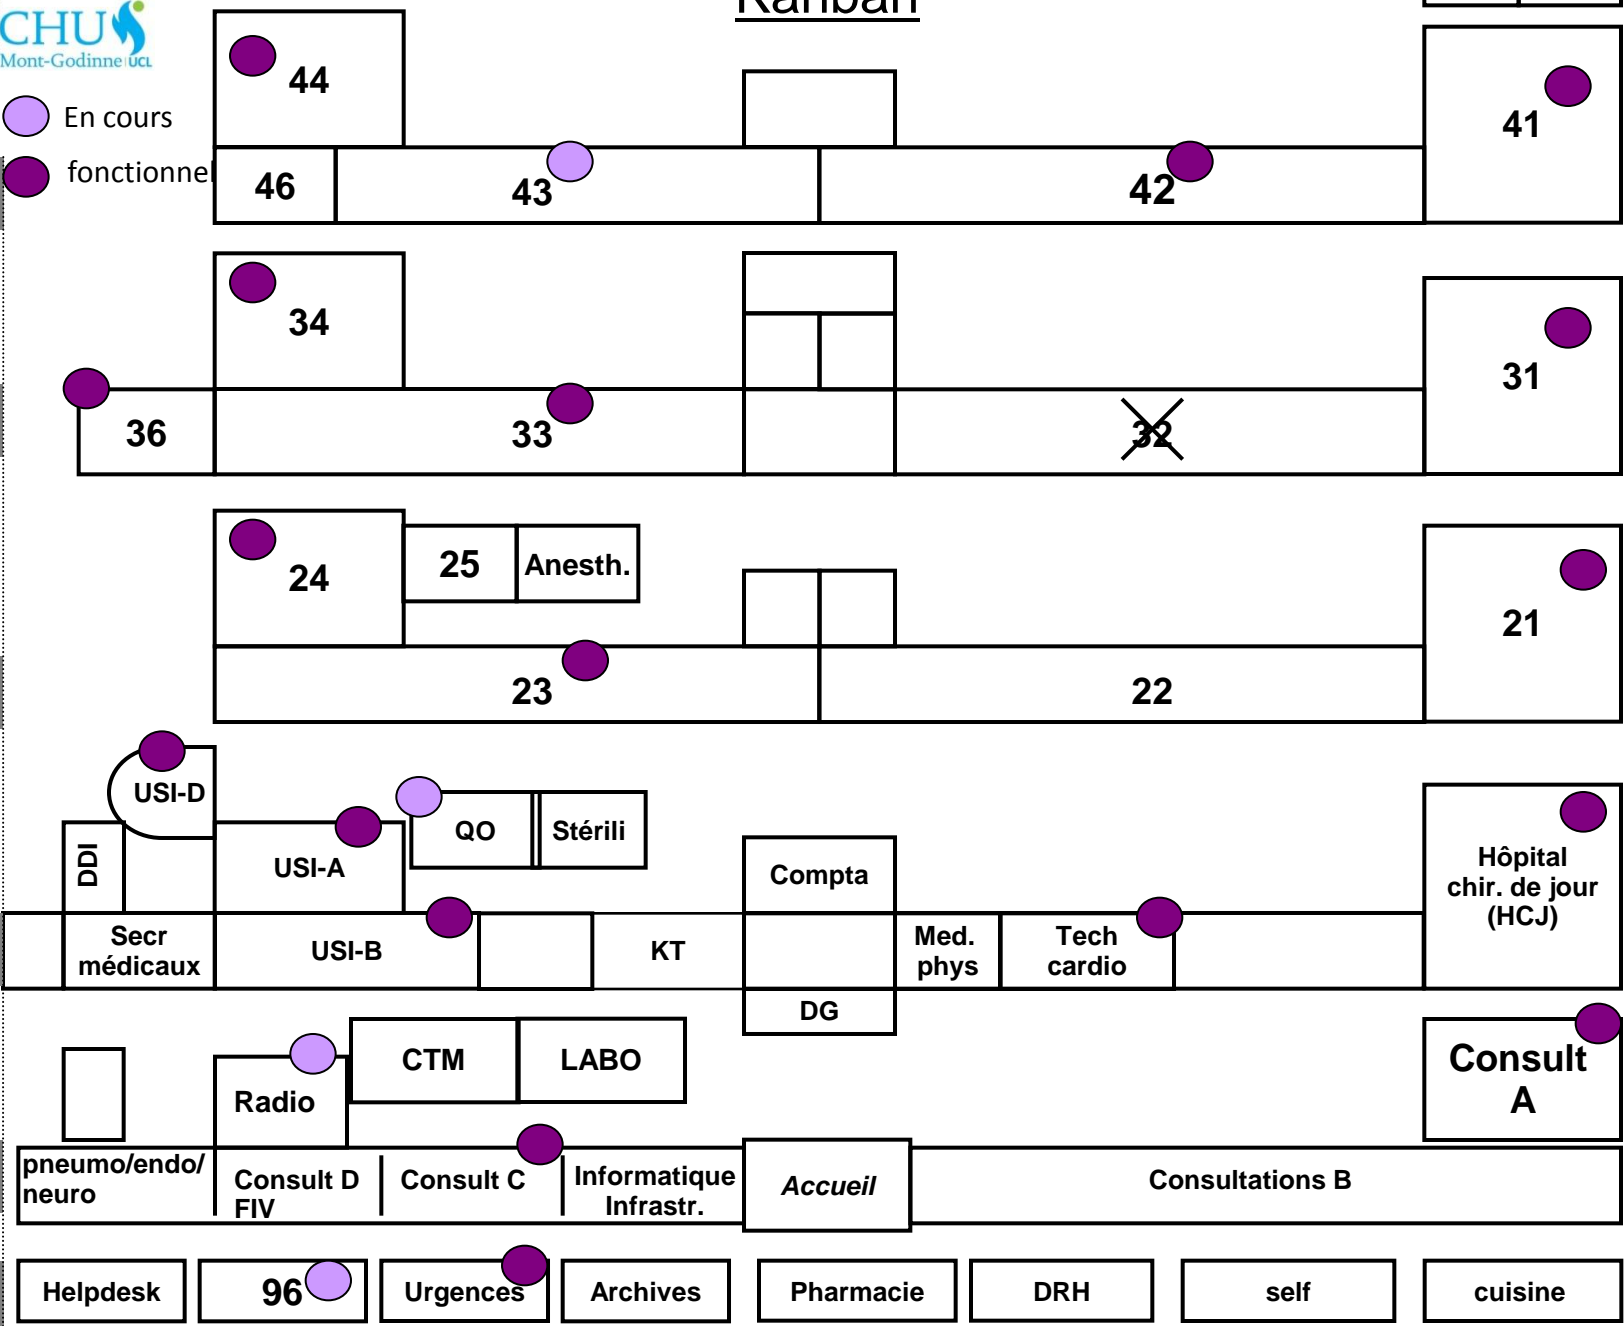 Kanban
CHU
Mont-Godinne UCL
En cours
fonctionnel
44
41
46
43
42
34
31
36
33
32
24
25
Anesth.
21
23
22
USI-D
DDI
USI-A
QO
Stérili
Compta
Hôpital
chir. de jour
(HCJ)
Secr
médicaux
USI-B
KT
Med.
phys
Tech
cardio
DG
CTM
LABO
Radio
Consult
A
pneumo/endo/
neuro
Consult D
FIV
Consult C
Informatique
Infrastr.
Accueil
Consultations B
Helpdesk
96
Urgences
Archives
Pharmacie
DRH
self
cuisine